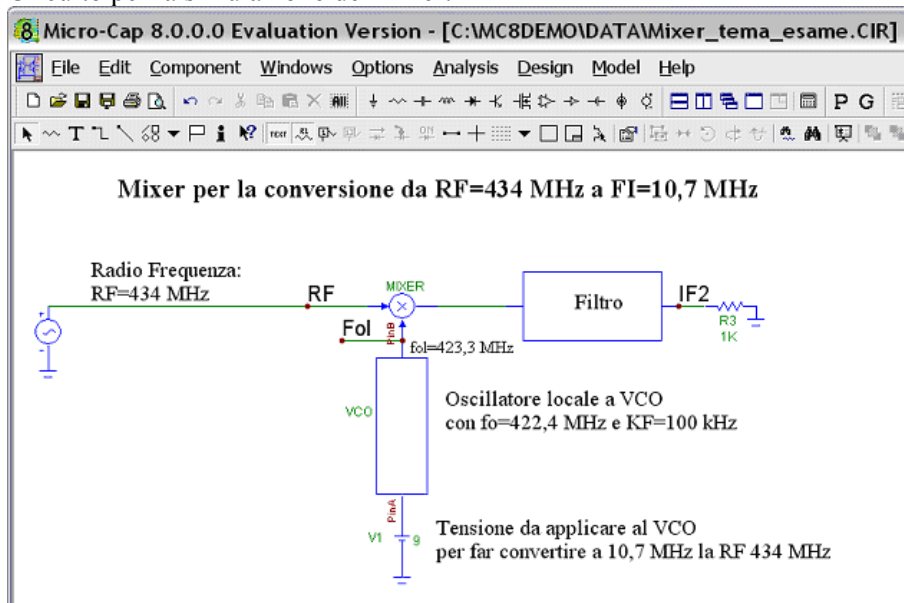 8 Micro-Cap 8.0.0.0 Evaluation Version - [C:\MC8DEMO\DATA\Mixer_tema_esame.CIR]
File Edit Component Windows Options Analysis Design Model Help
P G
T TEXT
Mixer per la conversione da RF=434 MHz a FI=10,7 MHz
Radio Frequenza:
RF=434 MHz
RF
MIXER
Filtro
IF2
R3
1K
Fol
PinB
fol=423,3 MHz
VCO
Oscillatore locale a VCO
con fo=422,4 MHz e KF=100 kHz
PinA
V1
9
Tensione da applicare al VCO
per far convertire a 10,7 MHz la RF 434 MHz